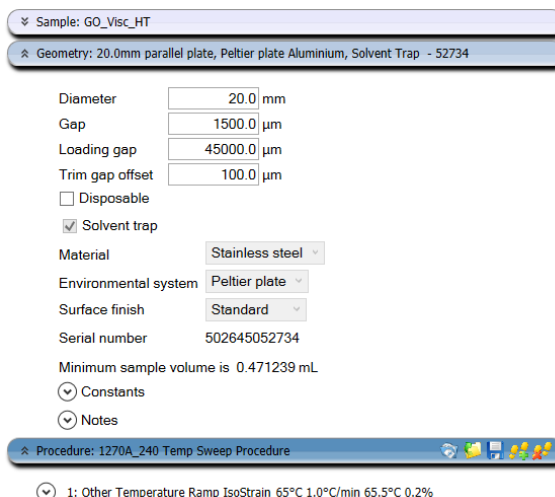 Sample: GO_Visc_HT
Geometry: 20.0mm parallel plate, Peltier plate Aluminium, Solvent Trap - 52734
Diameter 20.0 mm
Gap 1500.0 µm
Loading gap 45000.0 µm
Trim gap offset 100.0 µm
Disposable
Solvent trap
Material Stainless steel
Environmental system Peltier plate
Surface finish Standard
Serial number 502645052734
Minimum sample volume is 0.471239 mL
Constants
Notes
Procedure: 1270A_240 Temp Sweep Procedure
1: Other Temperature Ramp IsoStrain 65°C 1.0°C/min 65.5°C 0.2%